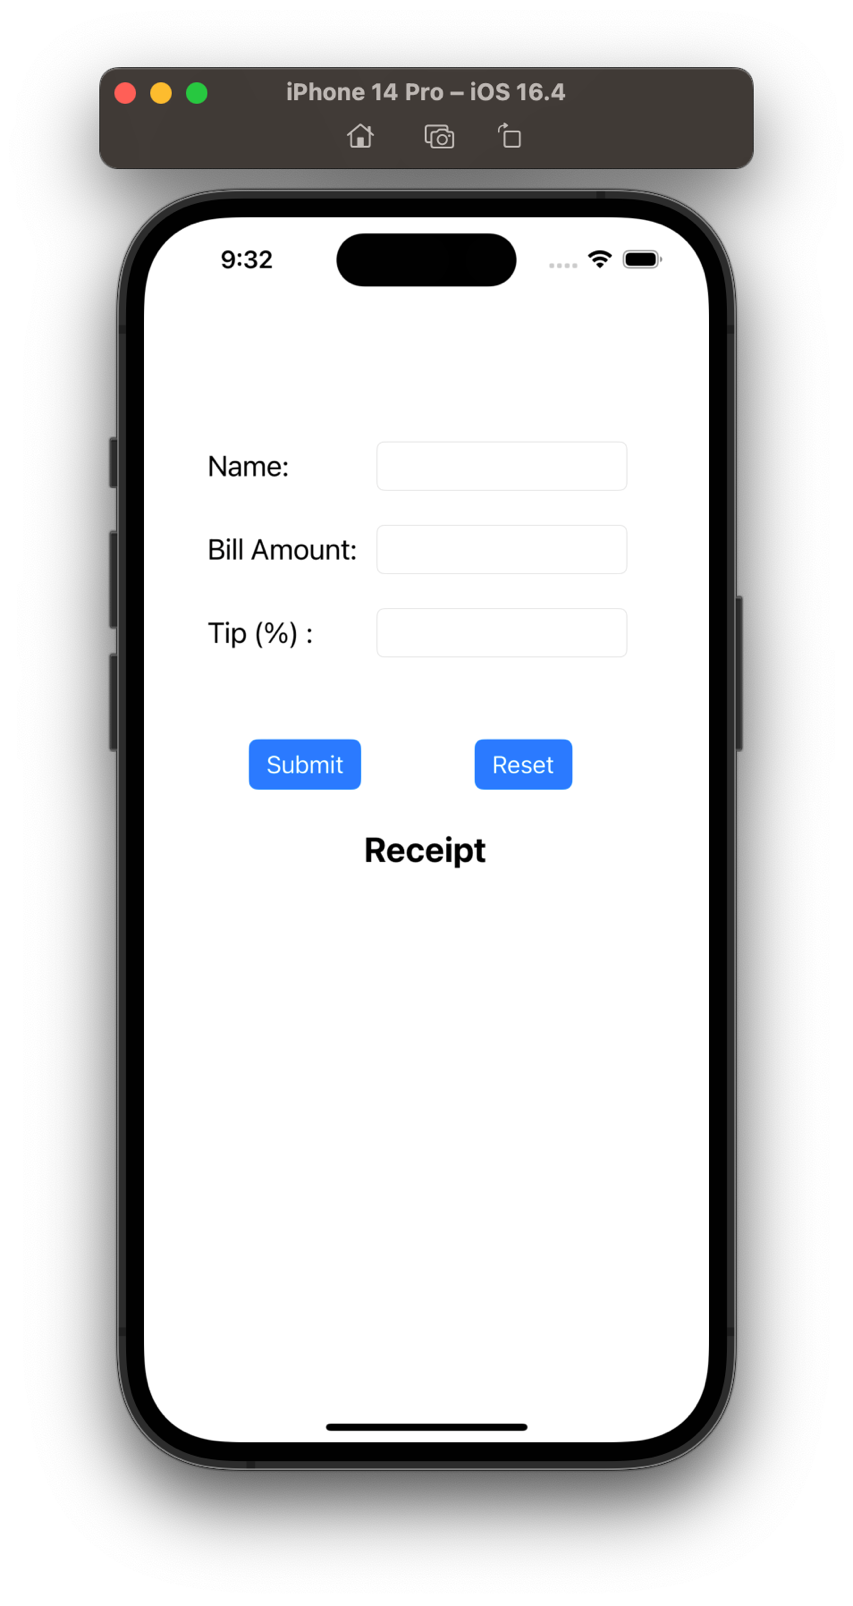 iPhone 14 Pro – iOS 16.4
9:32
Name:
Bill Amount:
Tip (%) :
Submit Reset
Receipt